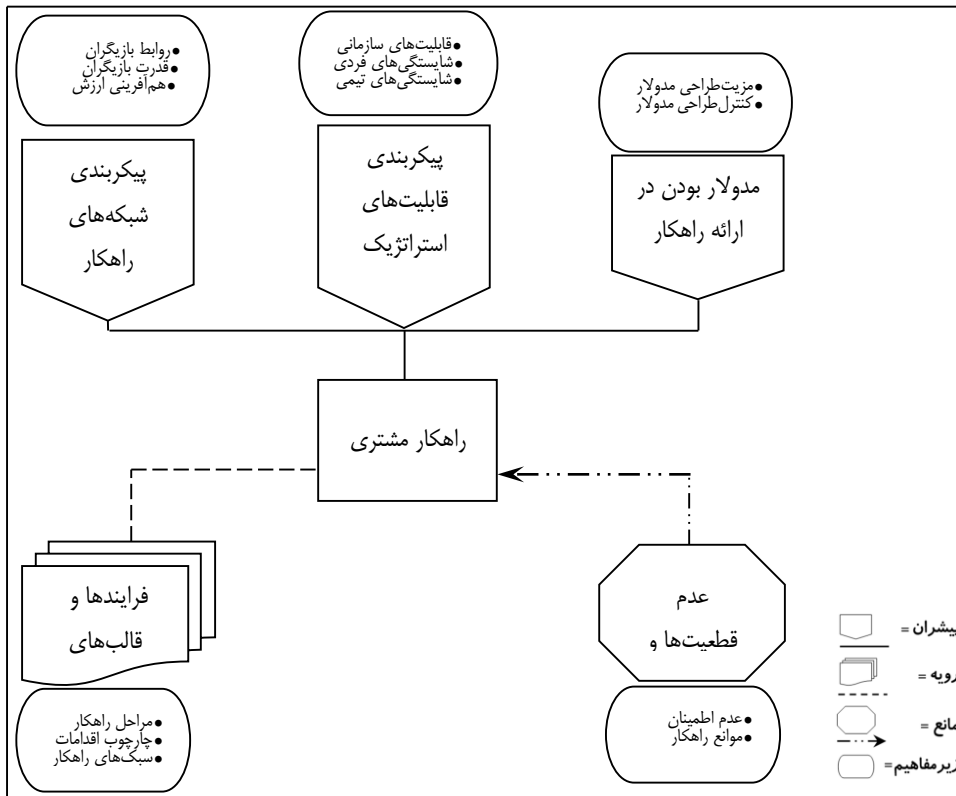 ●روابط بازیگران
●قدرت بازیگران
●هم‌آفرینی ارزش
●قابلیت‌های سازمانی
●شایستگی‌های فردی
●شایستگی‌های تیمی
●مزیت‌طراحی مدولار
●کنترل‌طراحی مدولار
پیکربندی
شبکه‌های
راهکار
پیکربندی
قابلیت‌های
استراتژیک
مدولار بودن در
ارائه راهکار
راهکار مشتری
فرایندها و
قالب‌های
عدم
قطعیت‌ها و
●مراحل راهکار
●چارچوب اقدامات
●سبک‌های راهکار
●عدم اطمینان
●موانع راهکار
پیشران =
رویه =
مانع =
زیرمفاهیم=